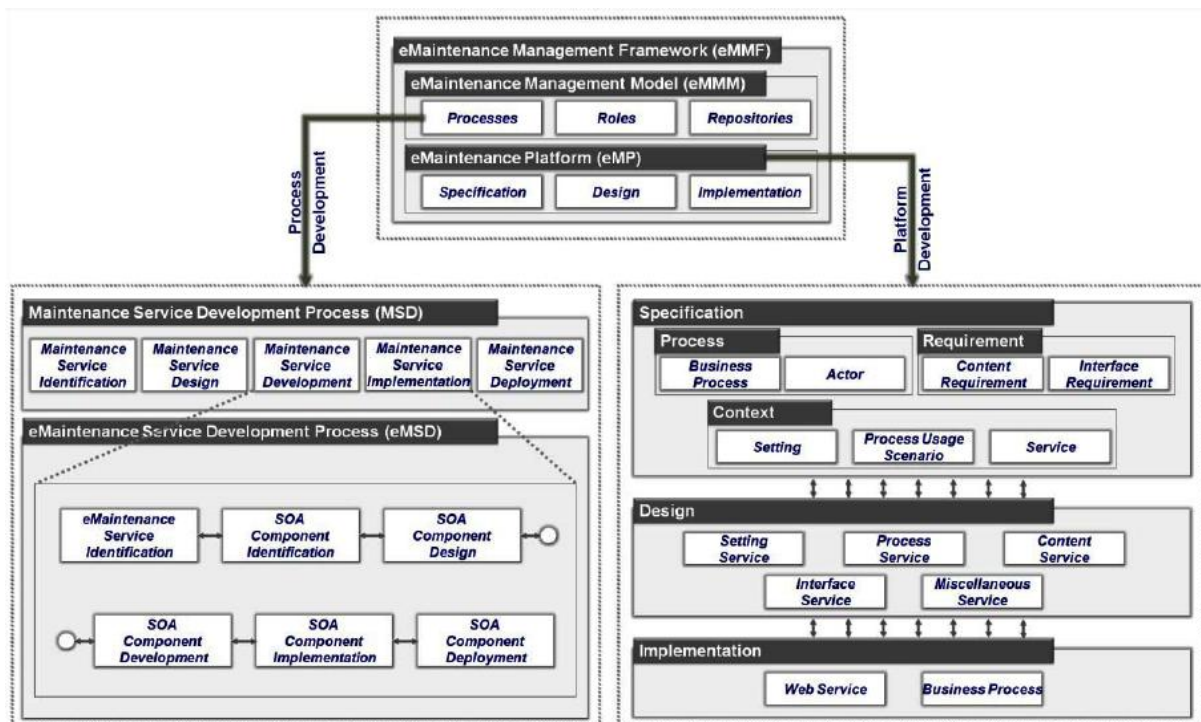 eMaintenance Management Framework (eMMF)
eMaintenance Management Model (eMMM)
Processes
Roles
Repositories
eMaintenance Platform (eMP)
Specification
Design
Implementation
Process
Development
Platform
Development
Maintenance Service Development Process (MSD)
Maintenance
Service
Identification
Maintenance
Service
Design
Maintenance
Service
Development
Maintenance
Service
Implementation
Maintenance
Service
Deployment
eMaintenance Service Development Process (eMSD)
eMaintenance
Service
Identification
SOA
Component
Identification
SOA
Component
Design
SOA
Component
Development
SOA
Component
Implementation
SOA
Component
Deployment
Specification
Process
Business
Process
Actor
Requirement
Content
Requirement
Interface
Requirement
Context
Setting
Process Usage
Scenario
Service
Design
Setting
Service
Process
Service
Content
Service
Interface
Service
Miscellaneous
Service
Implementation
Web Service
Business Process